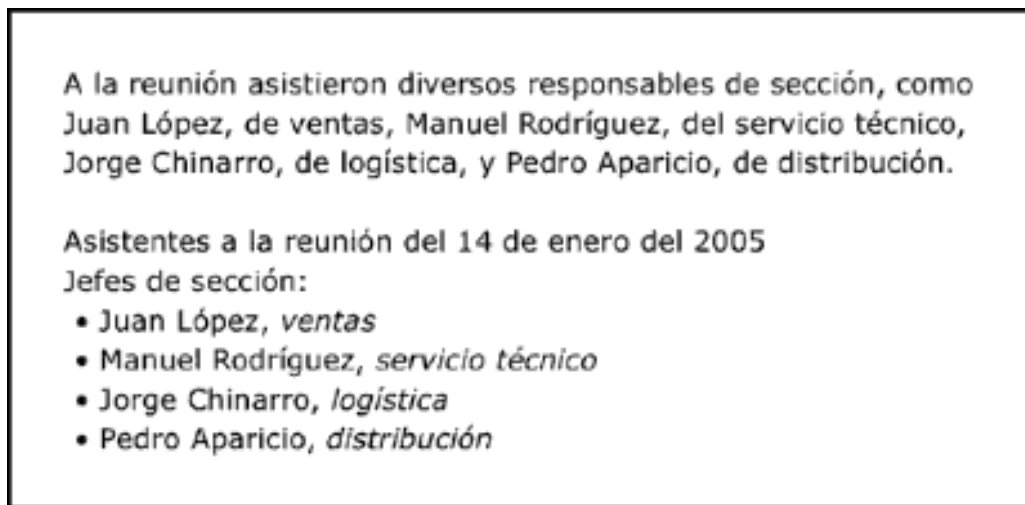 A la reunión asistieron diversos responsables de sección, como
Juan López, de ventas, Manuel Rodríguez, del servicio técnico,
Jorge Chinarro, de logística, y Pedro Aparicio, de distribución.
Asistentes a la reunión del 14 de enero del 2005
Jefes de sección:
• Juan López, ventas
• Manuel Rodríguez, servicio técnico
• Jorge Chinarro, logística
• Pedro Aparicio, distribución